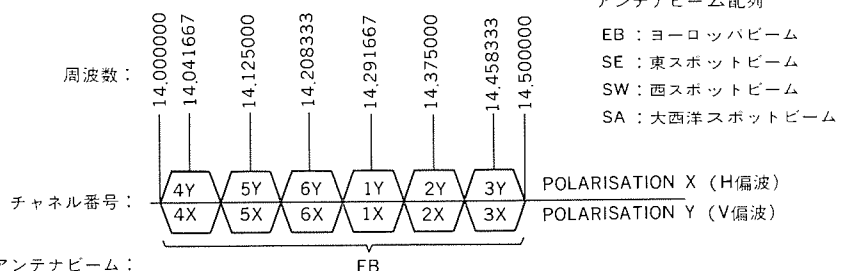 アンテナビーム配列
EB：ヨーロッパビーム
SE：東スポットビーム
SW：西スポットビーム
SA：大西洋スポットビーム
周波数：
14.000000
14.041667
14.125000
14.208333
14.291667
14.375000
14.458333
14.500000
チャネル番号：
4Y 5Y 6Y 1Y 2Y 3Y POLARISATION X (H偏波)
4X 5X 6X 1X 2X 3X POLARISATION Y (V偏波)
アンテナビーム：
EB